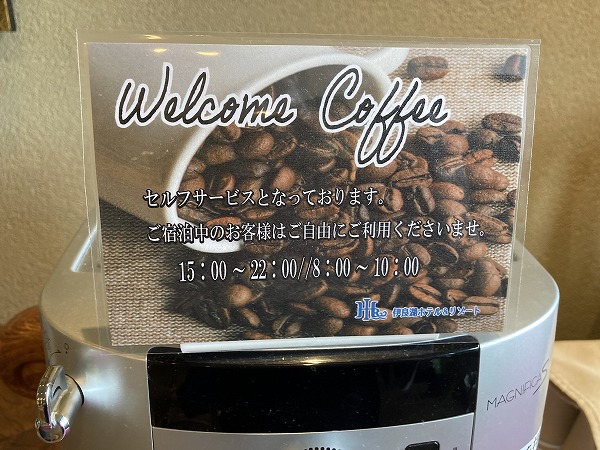 Welcome Coffee
セルフサービスとなっております。
ご宿泊中のお客様はご自由にご利用くださいませ。
15：00～22：00//8：00～10：00
伊良湖ホテル&リゾート
MAGNIFICA S